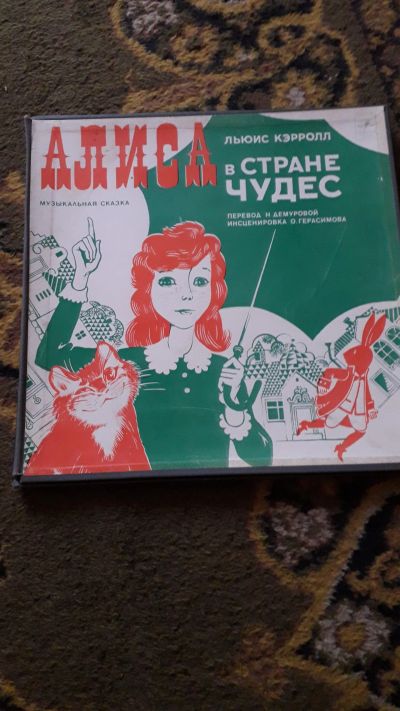 АЛИСА
ЛЬЮИС КЭРРОЛЛ
В СТРАНЕ
ЧУДЕС
МУЗЫКАЛЬНАЯ СКАЗКА
ПЕРЕВОД Н ДЕМУРОВОЙ
ИНСЦЕНИРОВКА О. ГЕРАСИМОВА